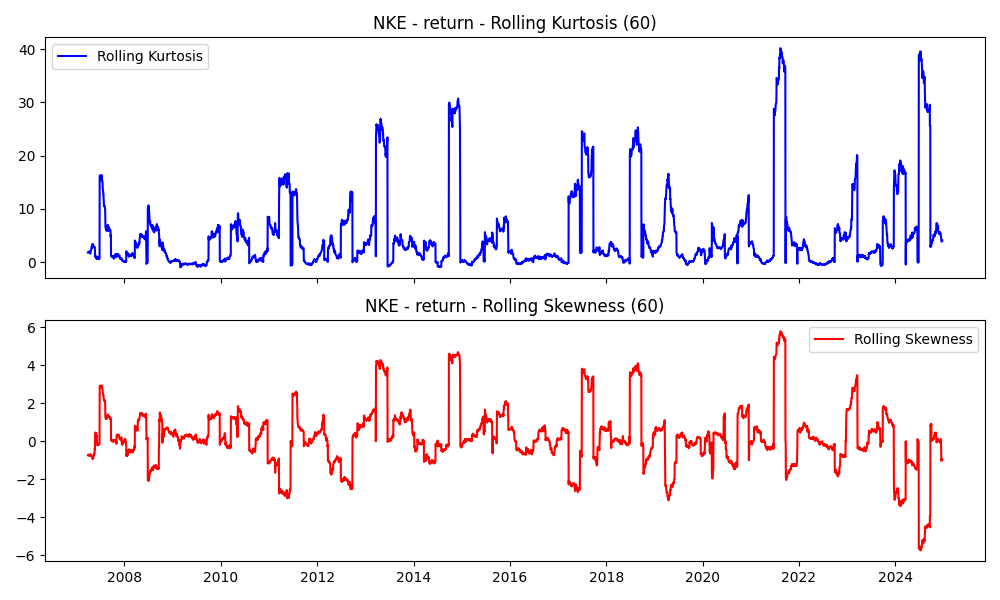 NKE - return - Rolling Kurtosis (60)
Rolling Kurtosis
40
30
20
10
0
NKE - return - Rolling Skewness (60)
Rolling Skewness
6
4
2
0
−2
−4
−6
2008 2010 2012 2014 2016 2018 2020 2022 2024